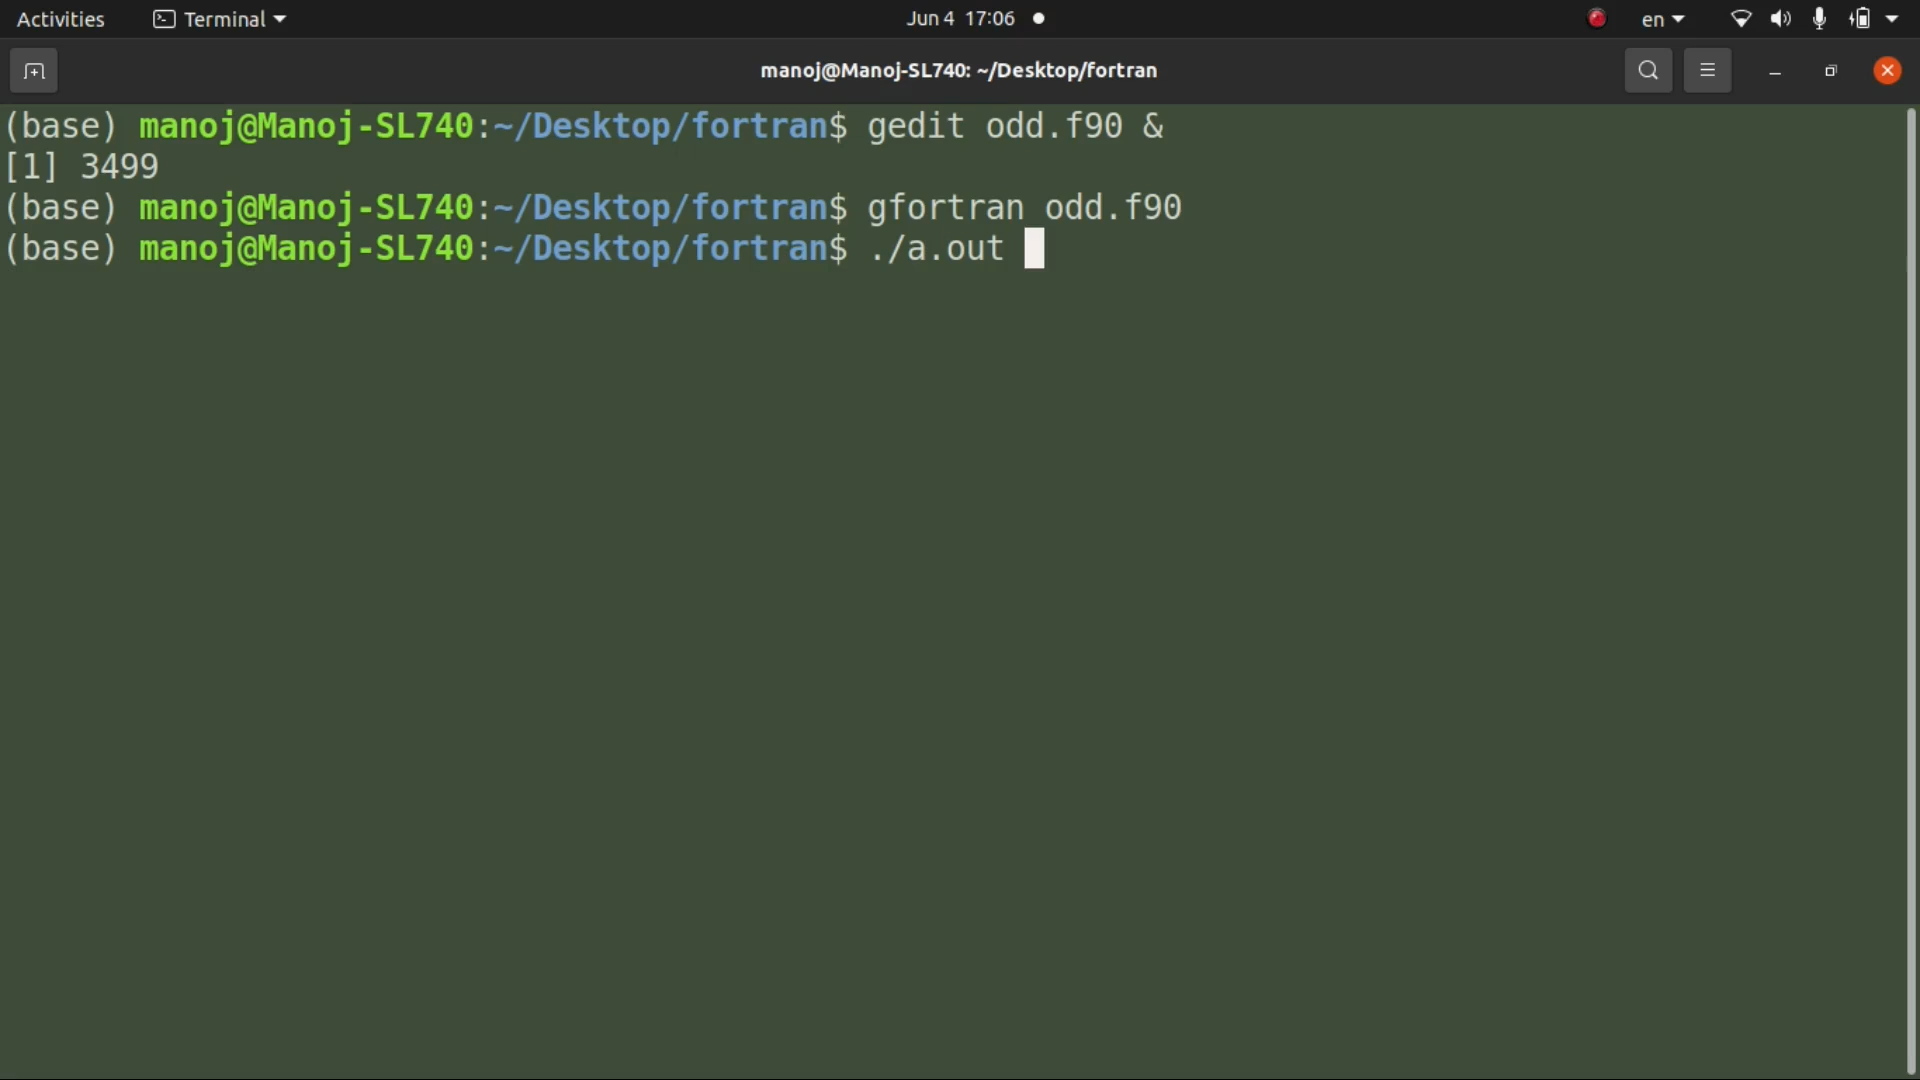 Activities Terminal Jun 4 17:06 en
manoj@Manoj-SL740: ~/Desktop/fortran
(base) manoj@Manoj-SL740:~/Desktop/fortran$ gedit odd.f90 &
[1] 3499
(base) manoj@Manoj-SL740:~/Desktop/fortran$ gfortran odd.f90
(base) manoj@Manoj-SL740:~/Desktop/fortran$ ./a.out